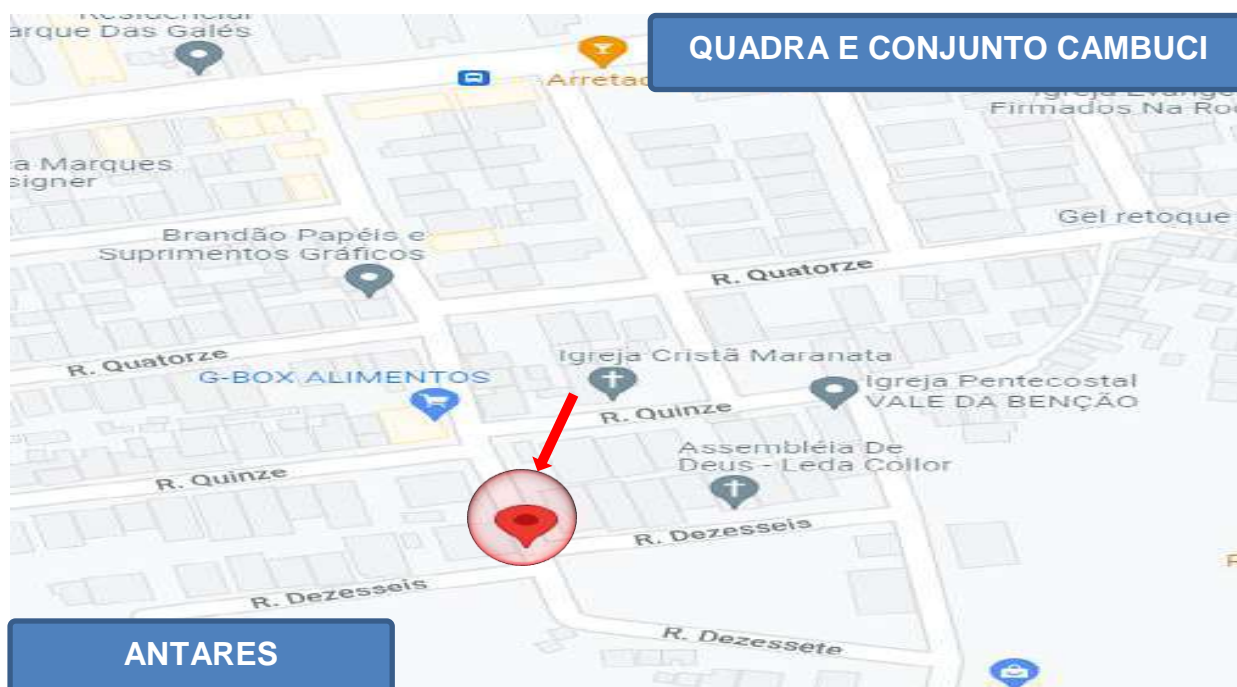 Residencial
arque Das Galés
QUADRA E CONJUNTO CAMBUCI
Arretad
Firmados Na Roc
a Marques
signer
Gel retoque
Brandão Papéis e
Suprimentos Gráficos
R. Quatorze
R. Quatorze
Igreja Cristã Maranata
G-BOX ALIMENTOS
Igreja Pentecostal
VALE DA BENÇÃO
R. Quinze
Assembléia De
Deus - Leda Collor
R. Quinze
R. Dezesseis
R. Dezesseis
R. Dezessete
ANTARES